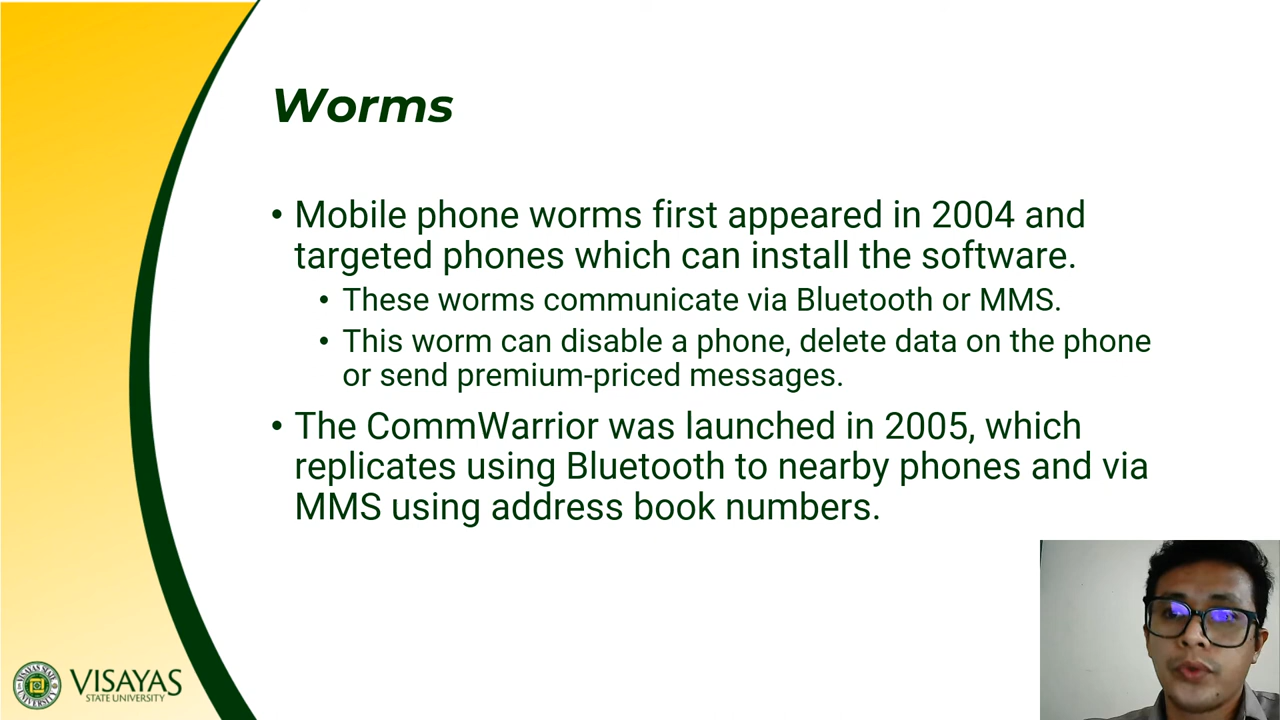 Worms
• Mobile phone worms first appeared in 2004 and
targeted phones which can install the software.
• These worms communicate via Bluetooth or MMS.
• This worm can disable a phone, delete data on the phone
or send premium-priced messages.
• The CommWarrior was launched in 2005, which
replicates using Bluetooth to nearby phones and via
MMS using address book numbers.
VISAYAS
STATE UNIVERSITY